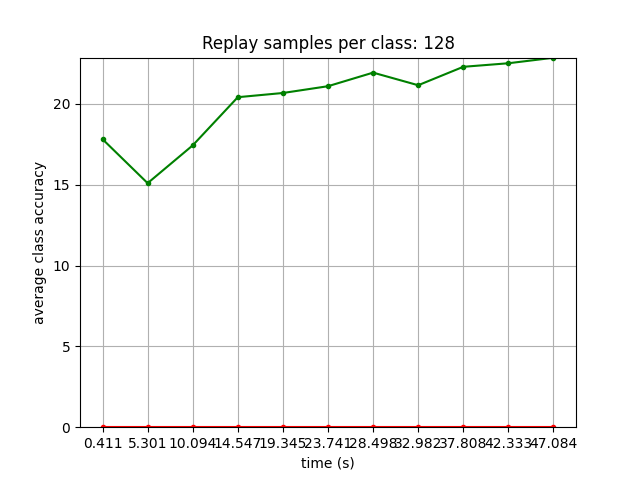 Replay samples per class: 128
average class accuracy
20
15
10
5
0
0.411 5.301 10.094 14.547 19.345 23.741 28.498 32.982 37.808 42.333 47.084
time (s)